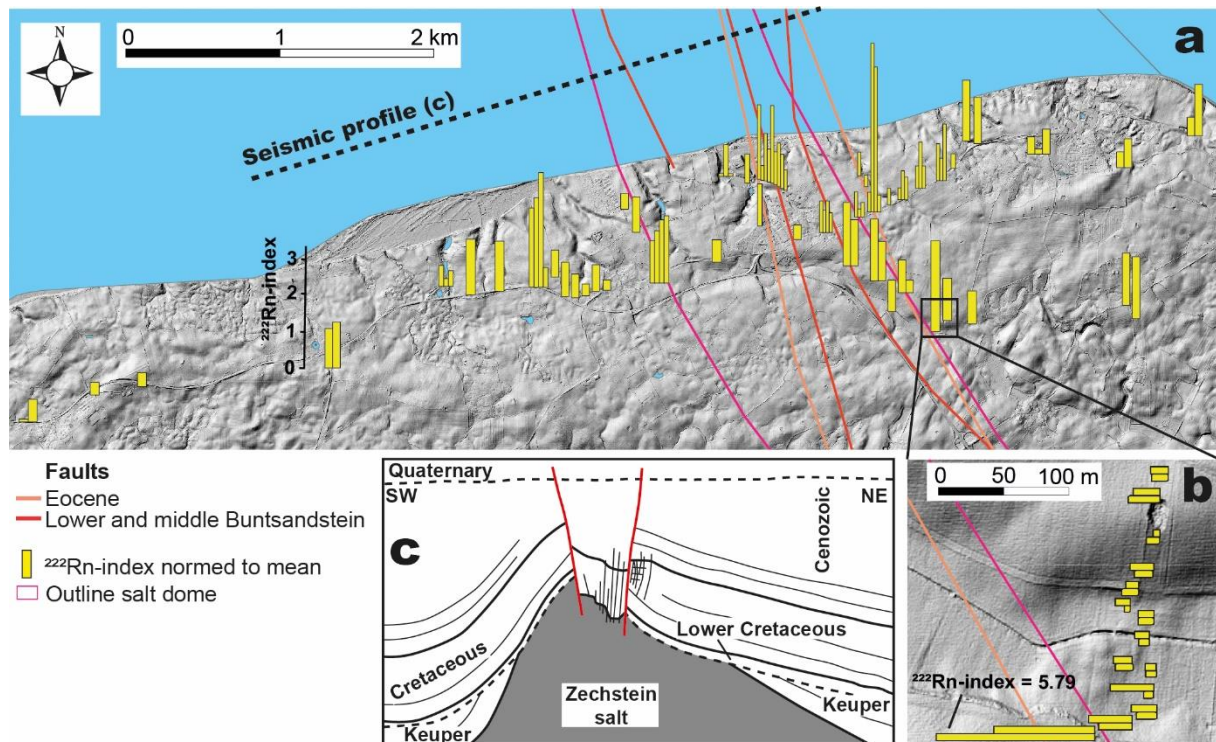 N
0 1 2 km
a
Seismic profile (c)
²²²Rn-index
3
2
1
0
Faults
Eocene
Lower and middle Buntsandstein
²²²Rn-index normed to mean
Outline salt dome
Quaternary
SW NE
c
Cenozoic
Cretaceous
Lower Cretaceous
Zechstein
salt
Keuper
Keuper
0 50 100 m
b
²²²Rn-index = 5.79